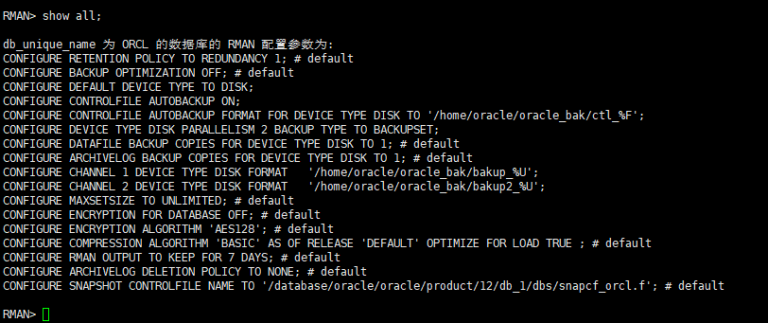 RMAN> show all;
db_unique_name 为 ORCL 的数据库的 RMAN 配置参数为:
CONFIGURE RETENTION POLICY TO REDUNDANCY 1; # default
CONFIGURE BACKUP OPTIMIZATION OFF; # default
CONFIGURE DEFAULT DEVICE TYPE TO DISK;
CONFIGURE CONTROLFILE AUTOBACKUP ON;
CONFIGURE CONTROLFILE AUTOBACKUP FORMAT FOR DEVICE TYPE DISK TO '/home/oracle/oracle_bak/ctl_%F';
CONFIGURE DEVICE TYPE DISK PARALLELISM 2 BACKUP TYPE TO BACKUPSET;
CONFIGURE DATAFILE BACKUP COPIES FOR DEVICE TYPE DISK TO 1; # default
CONFIGURE ARCHIVELOG BACKUP COPIES FOR DEVICE TYPE DISK TO 1; # default
CONFIGURE CHANNEL 1 DEVICE TYPE DISK FORMAT   '/home/oracle/oracle_bak/bakup_%U';
CONFIGURE CHANNEL 2 DEVICE TYPE DISK FORMAT   '/home/oracle/oracle_bak/bakup2_%U';
CONFIGURE MAXSETSIZE TO UNLIMITED; # default
CONFIGURE ENCRYPTION FOR DATABASE OFF; # default
CONFIGURE ENCRYPTION ALGORITHM 'AES128'; # default
CONFIGURE COMPRESSION ALGORITHM 'BASIC' AS OF RELEASE 'DEFAULT' OPTIMIZE FOR LOAD TRUE ; # default
CONFIGURE RMAN OUTPUT TO KEEP FOR 7 DAYS; # default
CONFIGURE ARCHIVELOG DELETION POLICY TO NONE; # default
CONFIGURE SNAPSHOT CONTROLFILE NAME TO '/database/oracle/oracle/product/12/db_1/dbs/snapcf_orcl.f'; # default
RMAN>